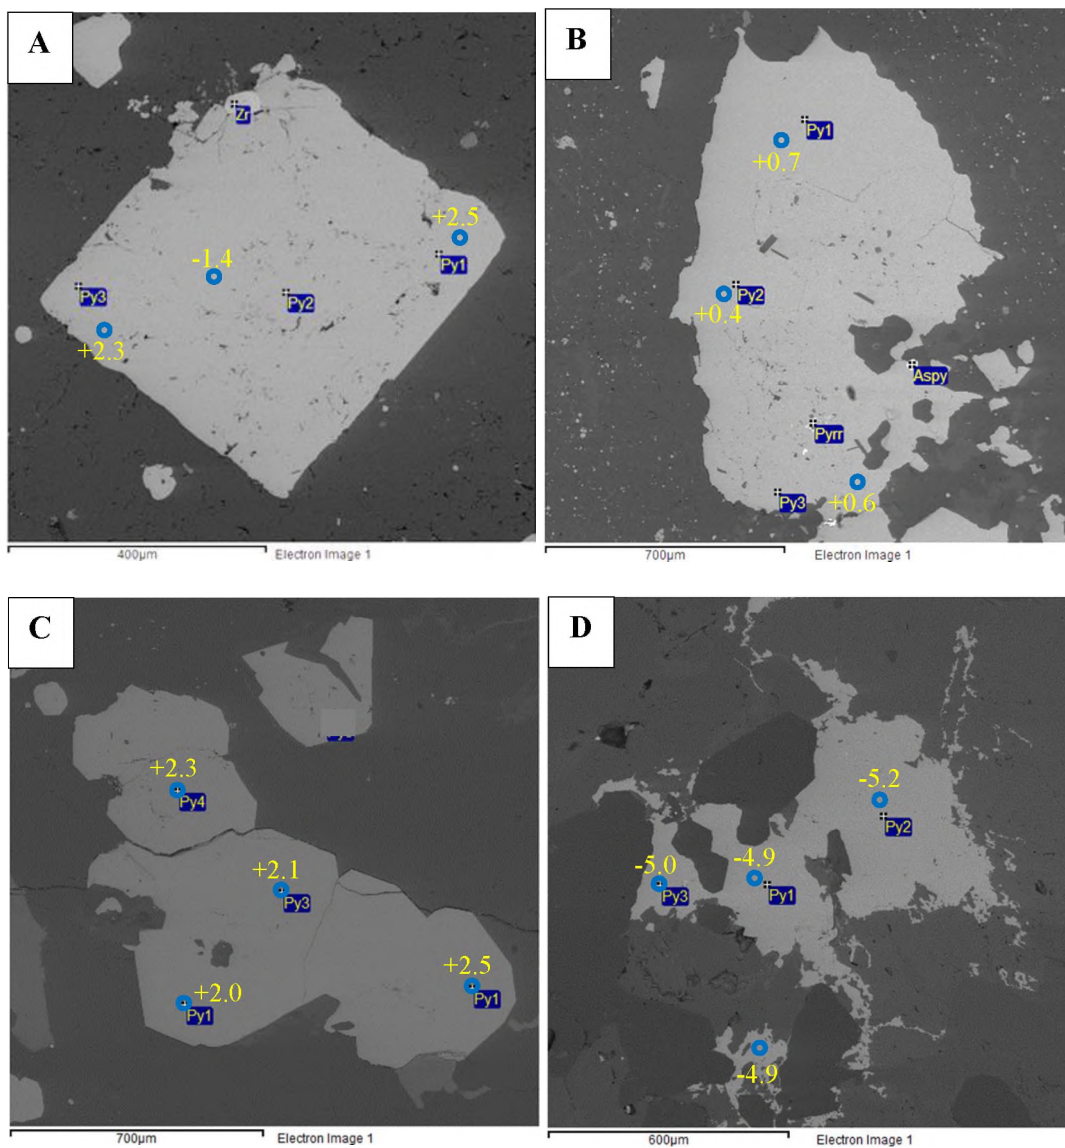 A
Zr
+2.5
-1.4
Py1
Py3
Py2
+2.3
400µm
Electron Image 1
B
Py1
+0.7
Py2
+0.4
Aspy
Pyrr
Py3
+0.6
700µm
Electron Image 1
C
+2.3
Py4
+2.1
Py3
+2.5
Py1
+2.0
Py1
700µm
Electron Image 1
D
-5.2
Py2
-4.9
-5.0
Py1
Py3
-4.9
600µm
Electron Image 1